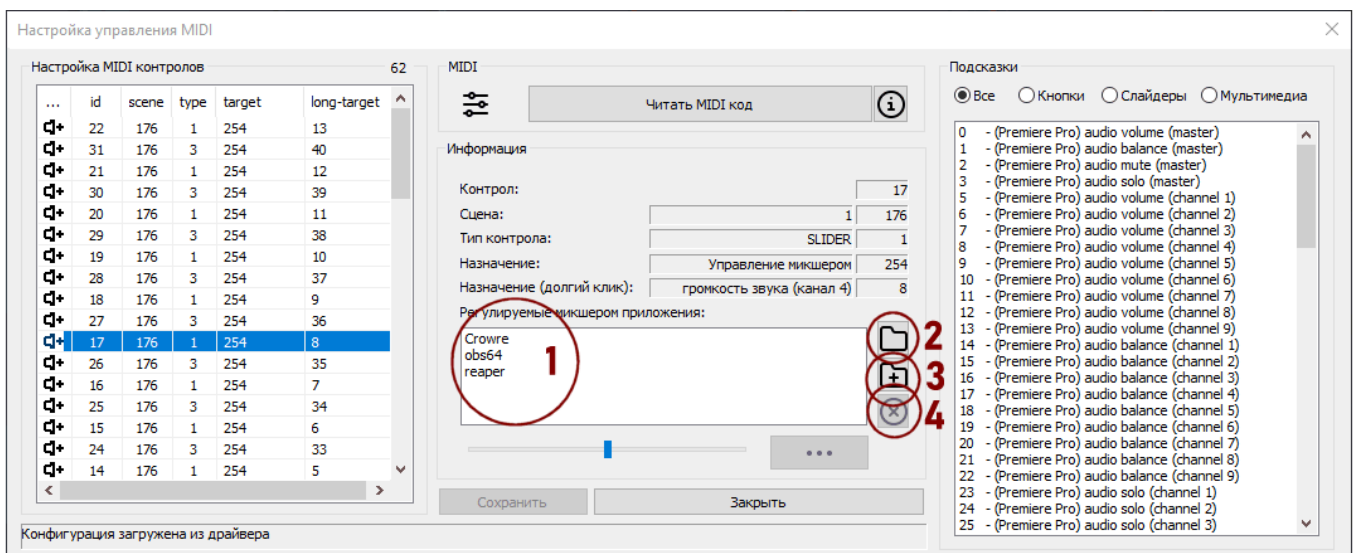 Настройка управления MIDI
Настройка MIDI контролов 62
... id scene type target long-target
22 176 1 254 13
31 176 3 254 40
21 176 1 254 12
30 176 3 254 39
20 176 1 254 11
29 176 3 254 38
19 176 1 254 10
28 176 3 254 37
18 176 1 254 9
27 176 3 254 36
17 176 1 254 8
26 176 3 254 35
16 176 1 254 7
25 176 3 254 34
15 176 1 254 6
24 176 3 254 33
14 176 1 254 5
Конфигурация загружена из драйвера
MIDI
Читать MIDI код
Информация
Контрол: 17
Сцена: 1 176
Тип контрола: SLIDER 1
Назначение: Управление микшером 254
Назначение (долгий клик): громкость звука (канал 4) 8
Регулируемые микшером приложения:
Crowre
obs64
reaper
1
2
3
4
Сохранить Закрыть
Подсказки
Все Кнопки Слайдеры Мультимедиа
0 - (Premiere Pro) audio volume (master)
1 - (Premiere Pro) audio balance (master)
2 - (Premiere Pro) audio mute (master)
3 - (Premiere Pro) audio solo (master)
5 - (Premiere Pro) audio volume (channel 1)
6 - (Premiere Pro) audio volume (channel 2)
7 - (Premiere Pro) audio volume (channel 3)
8 - (Premiere Pro) audio volume (channel 4)
9 - (Premiere Pro) audio volume (channel 5)
10 - (Premiere Pro) audio volume (channel 6)
11 - (Premiere Pro) audio volume (channel 7)
12 - (Premiere Pro) audio volume (channel 8)
13 - (Premiere Pro) audio volume (channel 9)
14 - (Premiere Pro) audio balance (channel 1)
15 - (Premiere Pro) audio balance (channel 2)
16 - (Premiere Pro) audio balance (channel 3)
17 - (Premiere Pro) audio balance (channel 4)
18 - (Premiere Pro) audio balance (channel 5)
19 - (Premiere Pro) audio balance (channel 6)
20 - (Premiere Pro) audio balance (channel 7)
21 - (Premiere Pro) audio balance (channel 8)
22 - (Premiere Pro) audio balance (channel 9)
23 - (Premiere Pro) audio solo (channel 1)
24 - (Premiere Pro) audio solo (channel 2)
25 - (Premiere Pro) audio solo (channel 3)